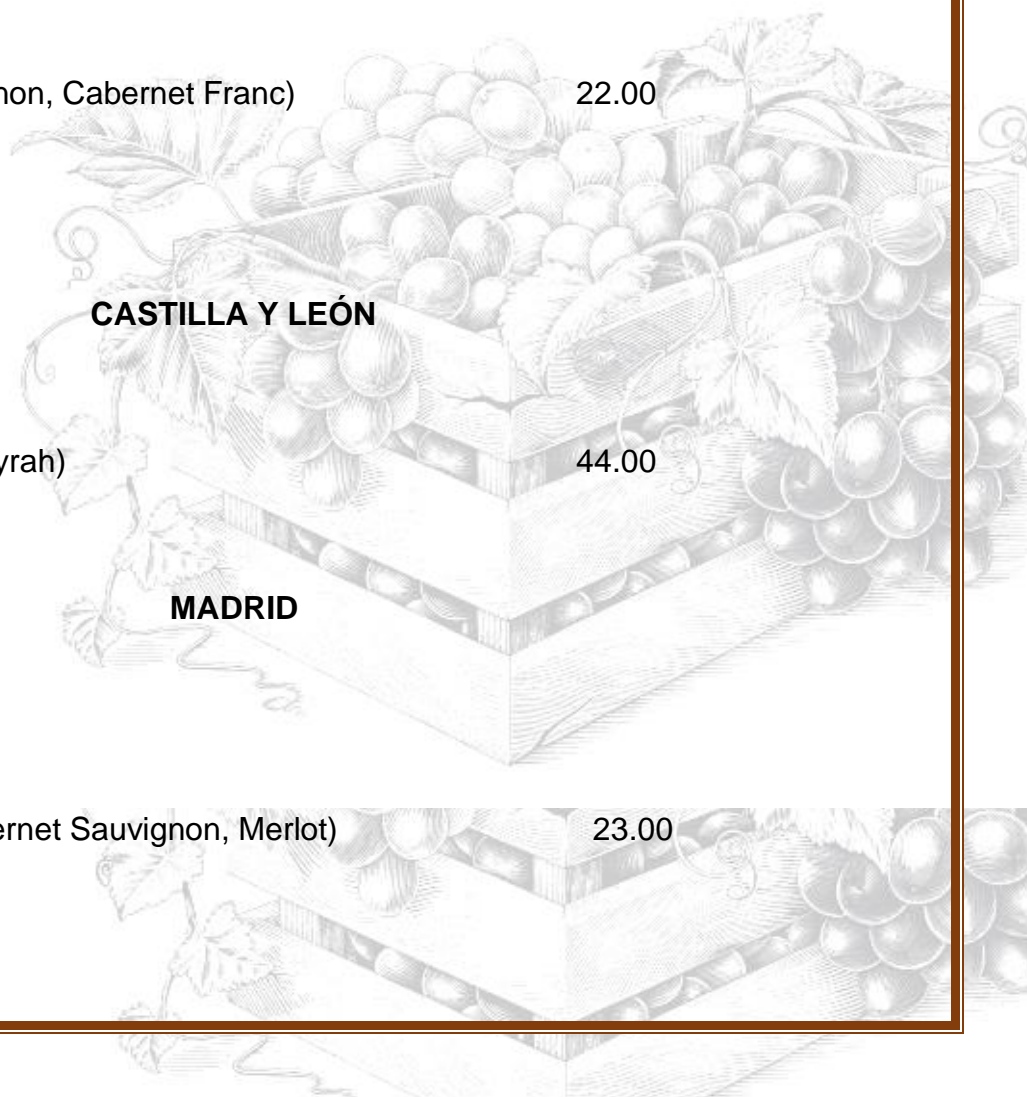 non, Cabernet Franc) 22.00
CASTILLA Y LEÓN
yrah) 44.00
MADRID
ernet Sauvignon, Merlot) 23.00